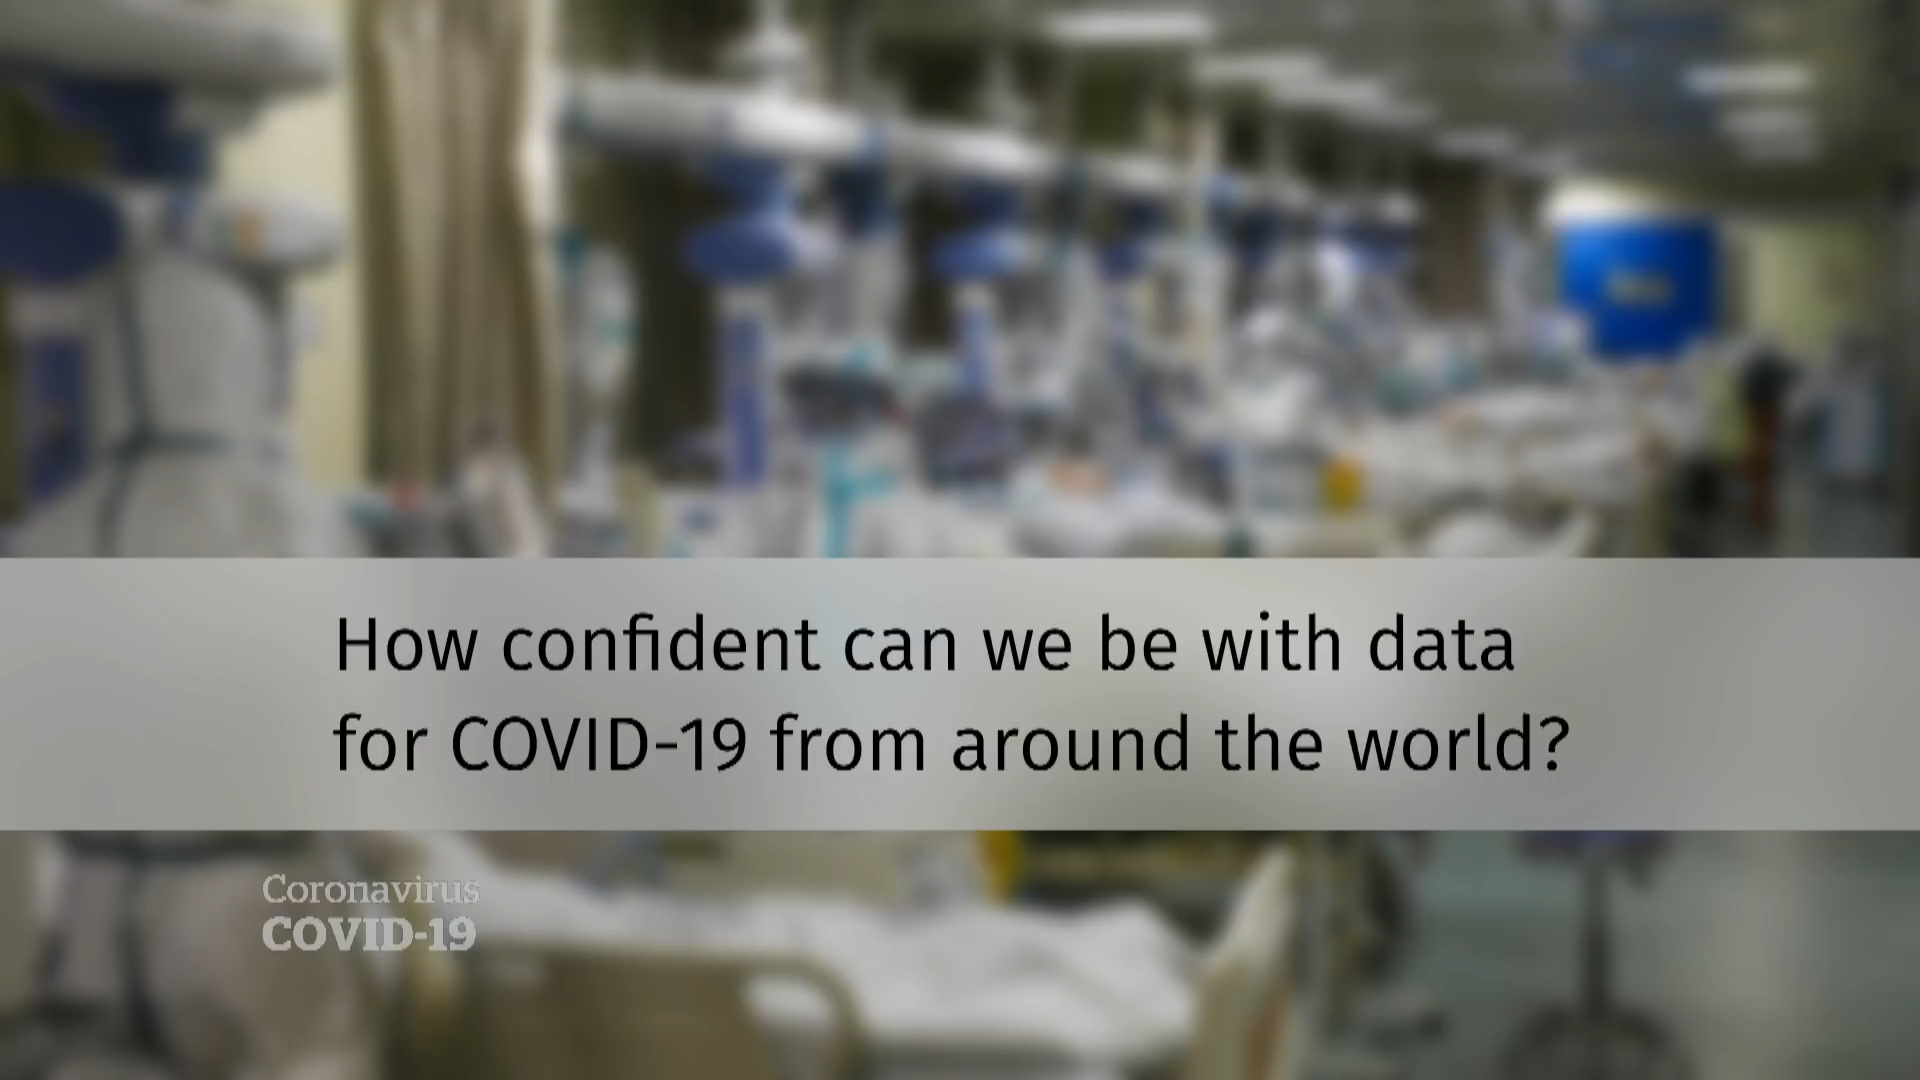 How confident can we be with data
for COVID-19 from around the world?
Coronavirus
COVID-19